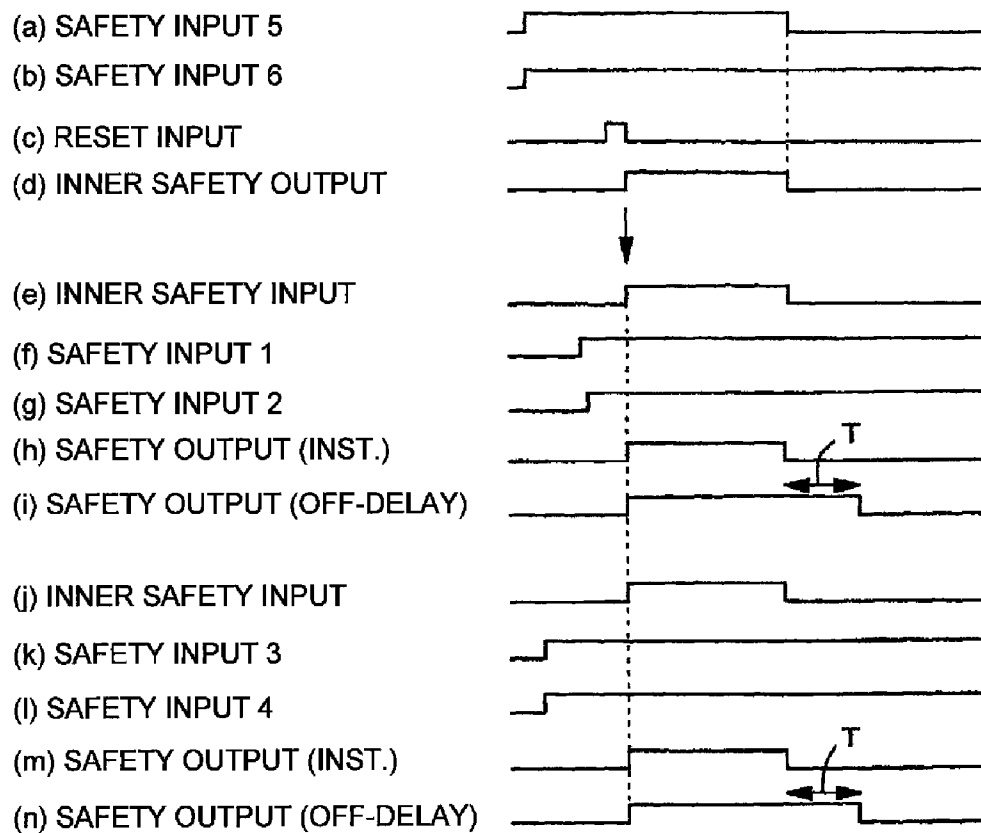 (a) SAFETY INPUT 5
(b) SAFETY INPUT 6
(c) RESET INPUT
(d) INNER SAFETY OUTPUT
(e) INNER SAFETY INPUT
(f) SAFETY INPUT 1
(g) SAFETY INPUT 2
(h) SAFETY OUTPUT (INST.)
T
(i) SAFETY OUTPUT (OFF-DELAY)
(j) INNER SAFETY INPUT
(k) SAFETY INPUT 3
(l) SAFETY INPUT 4
(m) SAFETY OUTPUT (INST.)
T
(n) SAFETY OUTPUT (OFF-DELAY)